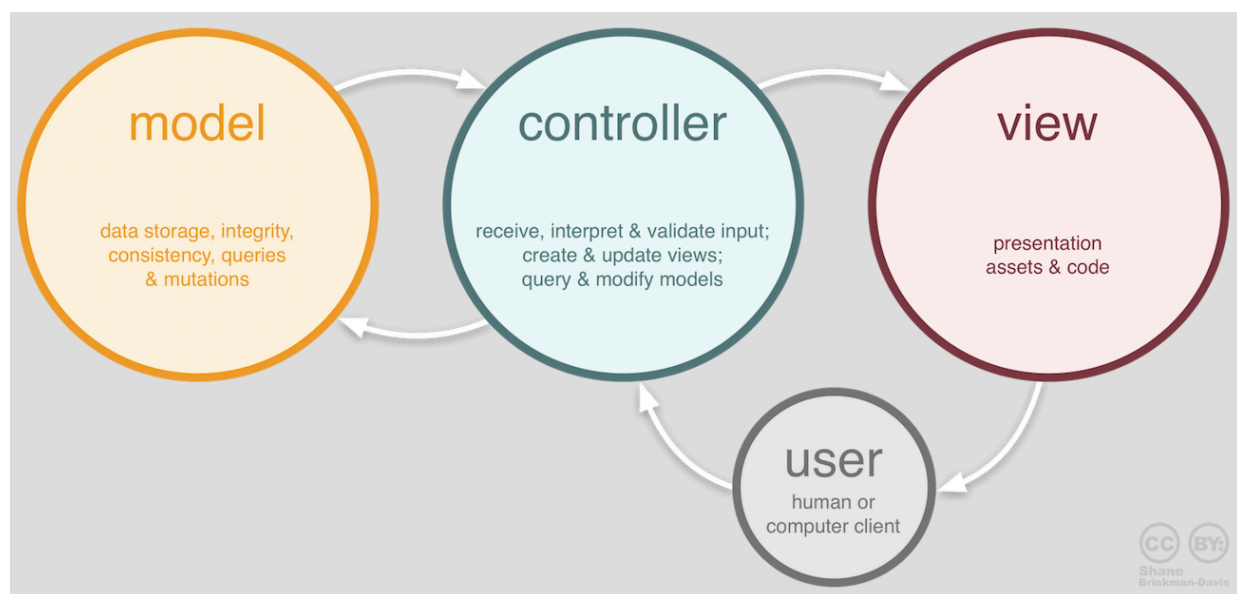 model
data storage, integrity,
consistency, queries
& mutations
controller
receive, interpret & validate input;
create & update views;
query & modify models
view
presentation
assets & code
user
human or
computer client
CC BY:
Shane
Brinkman-Davis